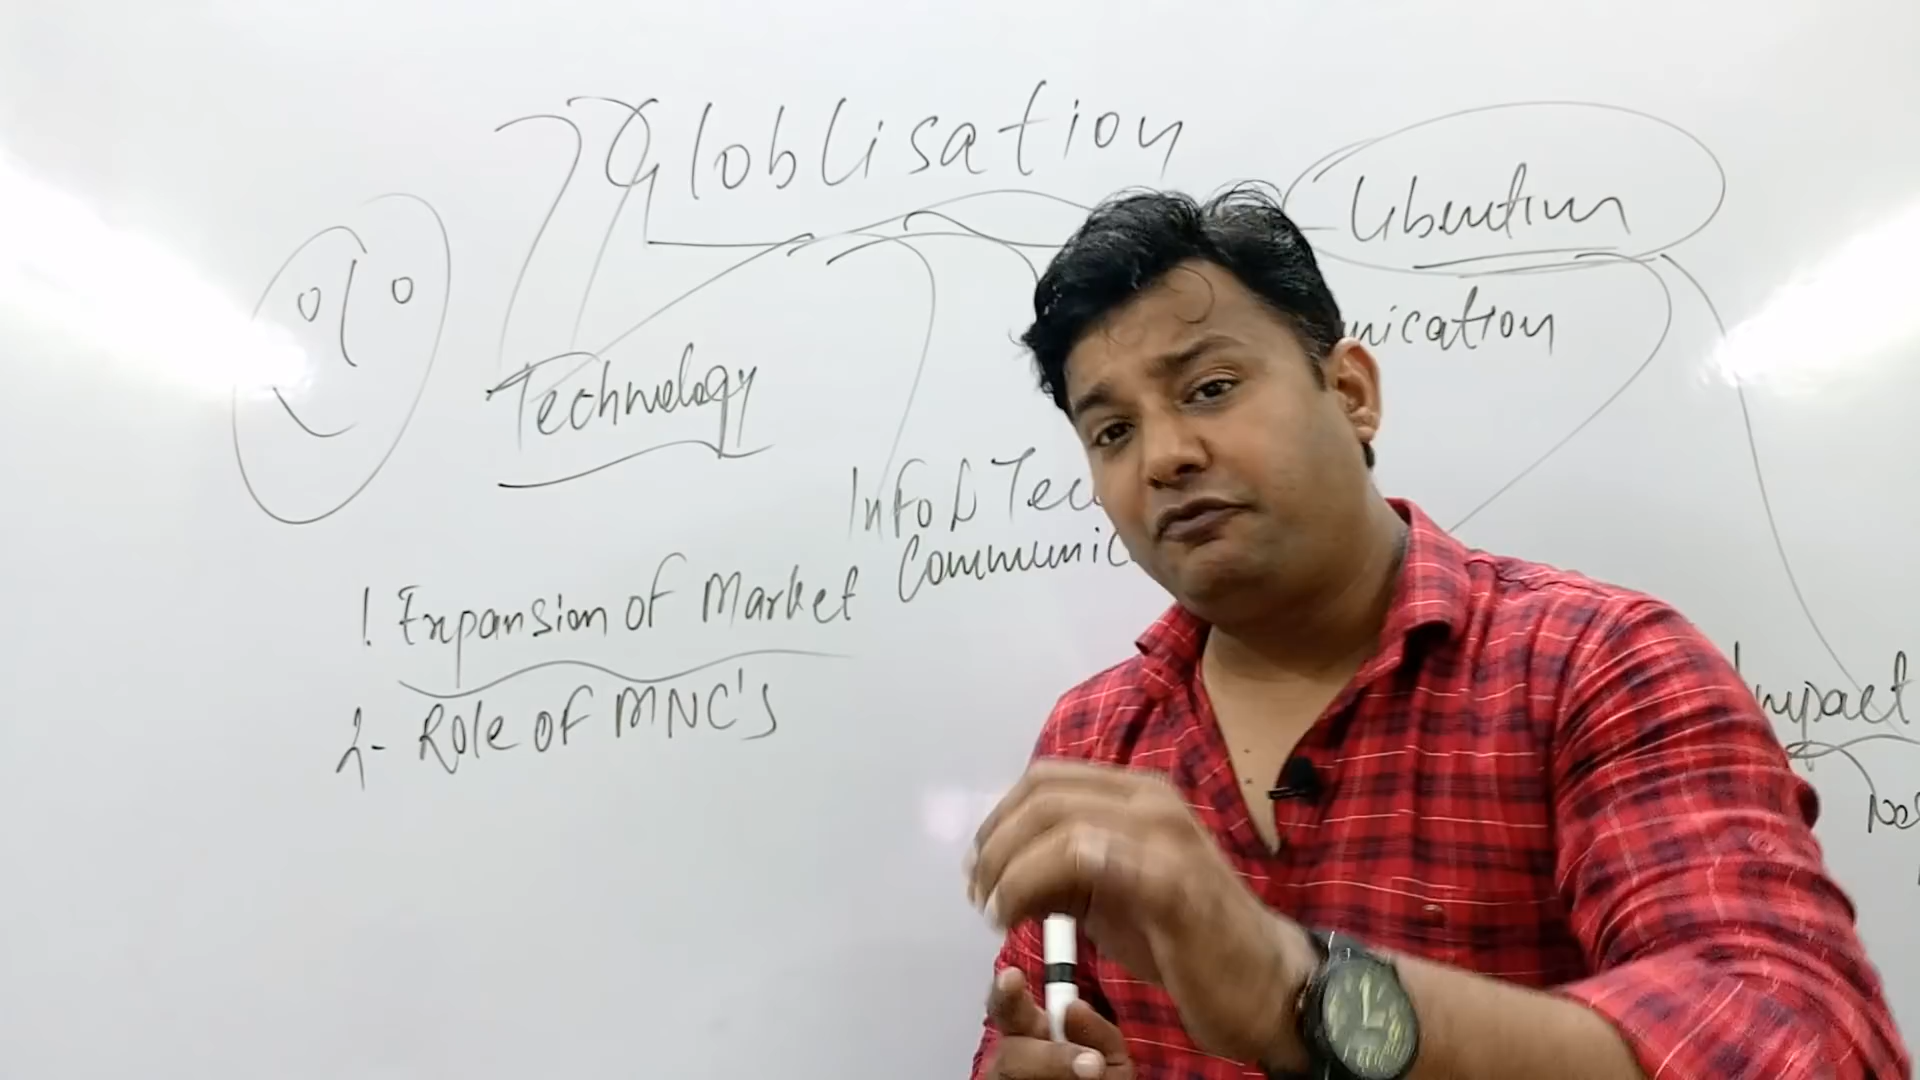 Globlisation
Technology
nication
Info & Tec
Communic
1 Expansion of Market
2- Role of MNC's
Impact